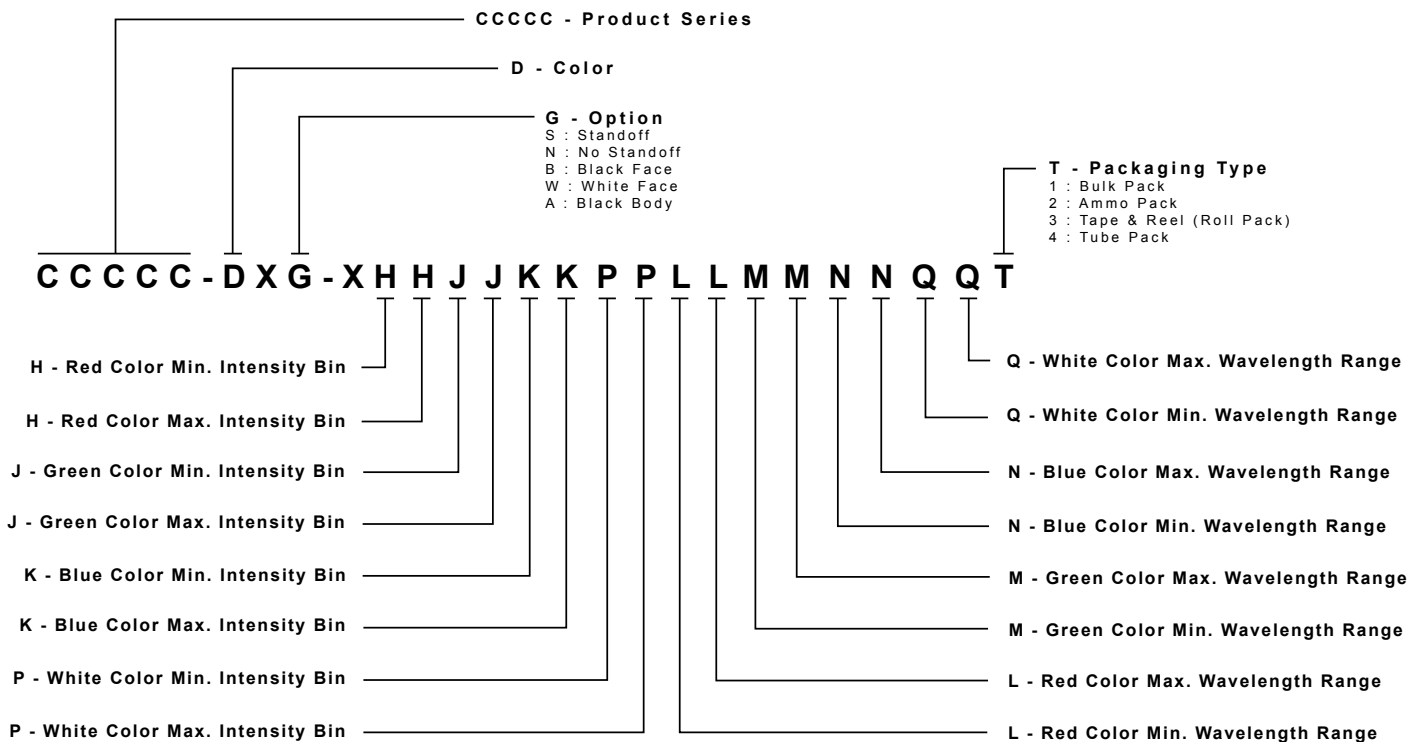 CCCCC - Product Series
D - Color
G - Option
S : Standoff
N : No Standoff
B : Black Face
W : White Face
A : Black Body
T - Packaging Type
1 : Bulk Pack
2 : Ammo Pack
3 : Tape & Reel (Roll Pack)
4 : Tube Pack
CCCCC-DXG-XHHJJKKPPLLMMNNQQT
H - Red Color Min. Intensity Bin
H - Red Color Max. Intensity Bin
J - Green Color Min. Intensity Bin
J - Green Color Max. Intensity Bin
K - Blue Color Min. Intensity Bin
K - Blue Color Max. Intensity Bin
P - White Color Min. Intensity Bin
P - White Color Max. Intensity Bin
Q - White Color Max. Wavelength Range
Q - White Color Min. Wavelength Range
N - Blue Color Max. Wavelength Range
N - Blue Color Min. Wavelength Range
M - Green Color Max. Wavelength Range
M - Green Color Min. Wavelength Range
L - Red Color Max. Wavelength Range
L - Red Color Min. Wavelength Range